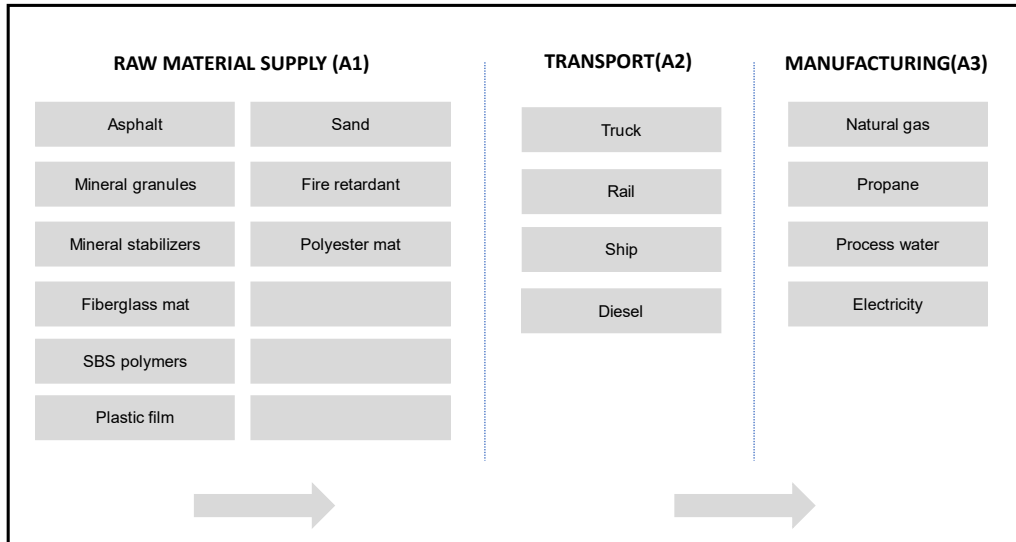 RAW MATERIAL SUPPLY (A1)
TRANSPORT(A2)
MANUFACTURING(A3)
Asphalt
Mineral granules
Mineral stabilizers
Fiberglass mat
SBS polymers
Plastic film
Sand
Fire retardant
Polyester mat
Truck
Rail
Ship
Diesel
Natural gas
Propane
Process water
Electricity